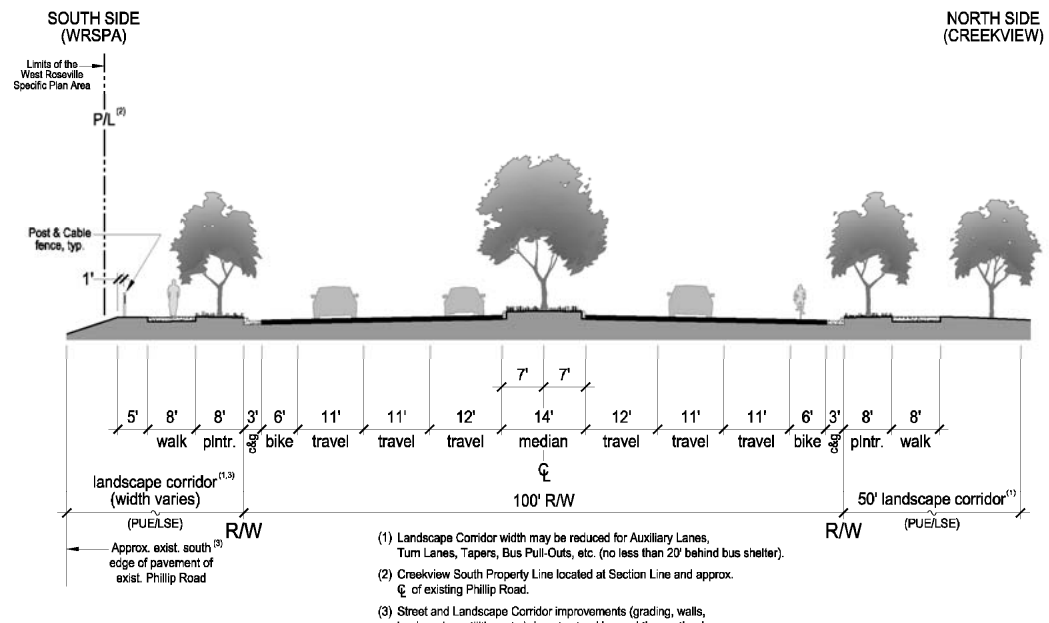 SOUTH SIDE
(WRSPA)
NORTH SIDE
(CREEKVIEW)
Limits of the
West Roseville
Specific Plan Area
P/L (2)
Post & Cable
fence, typ.
1'
7' 7'
5' 8' 8' 3' 6' 11' 11' 12' 14' 12' 11' 11' 6' 3' 8' 8'
walk plntr. c&g bike travel travel travel median travel travel travel bike c&g plntr. walk
℄
landscape corridor (1,3)
(width varies)
(PUE/LSE)
100' R/W
50' landscape corridor (1)
(PUE/LSE)
R/W R/W
Approx. exist. south (3)
edge of pavement of
exist. Phillip Road
(1) Landscape Corridor width may be reduced for Auxiliary Lanes,
Turn Lanes, Tapers, Bus Pull-Outs, etc. (no less than 20' behind bus shelter).
(2) Creekview South Property Line located at Section Line and approx.
℄ of existing Phillip Road.
(3) Street and Landscape Corridor improvements (grading, walls,